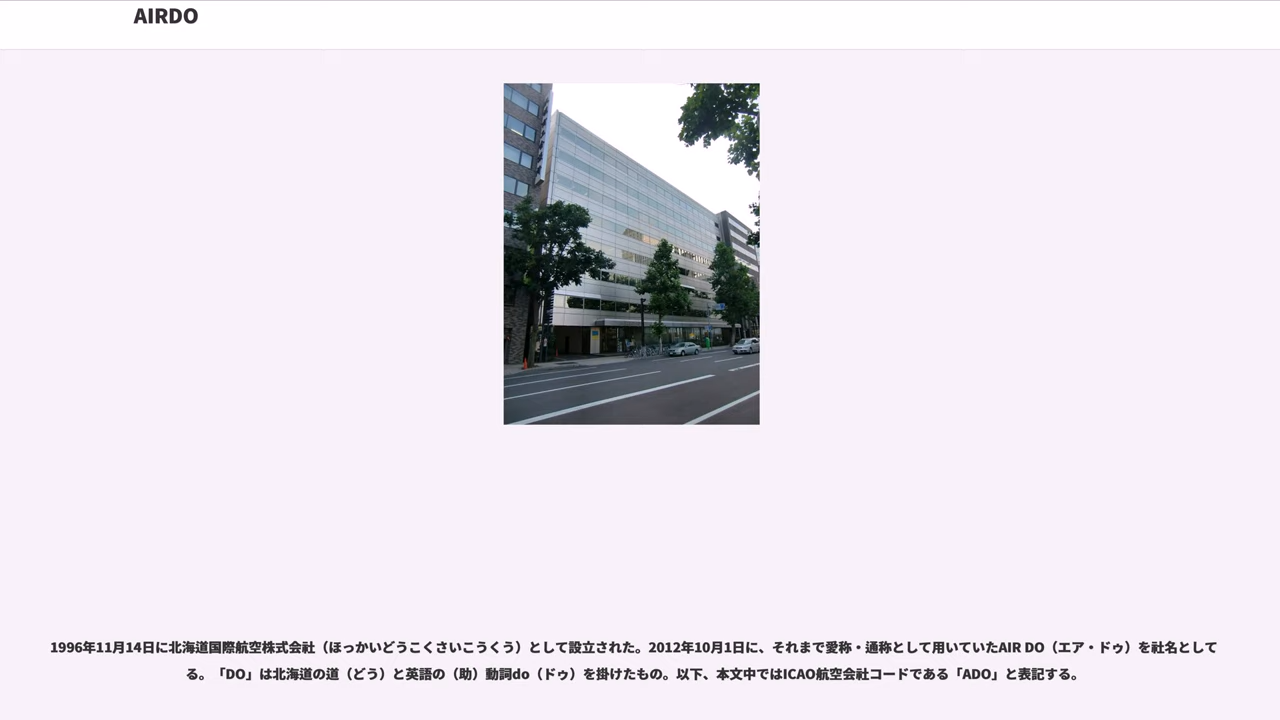 AIRDO
1996年11月14日に北海道国際航空株式会社（ほっかいどうこくさいこうくう）として設立された。2012年10月1日に、それまで愛称・通称として用いていたAIR DO（エア・ドゥ）を社名として
る。「DO」は北海道の道（どう）と英語の（助）動詞do（ドゥ）を掛けたもの。以下、本文中ではICAO航空会社コードである「ADO」と表記する。